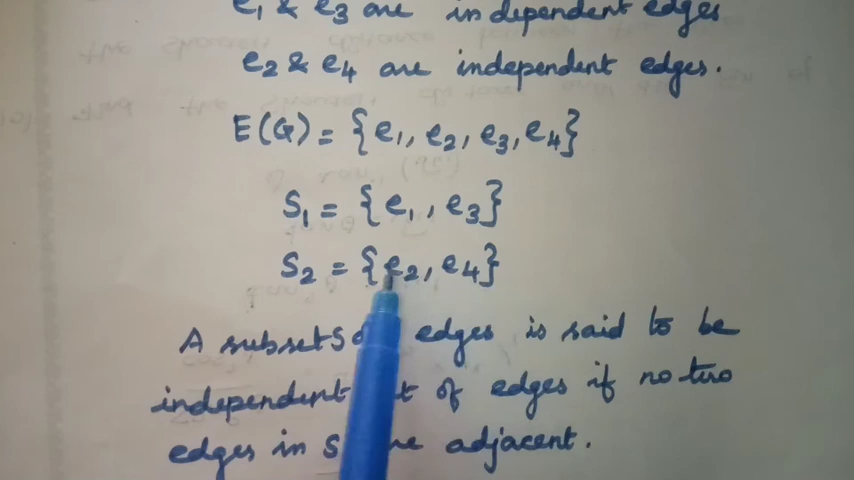 e1 & e3 are independent edges
e2 & e4 are independent edges.
E(G) = {e1, e2, e3, e4}
S1 = {e1, e3}
S2 = {e2, e4}
A subset S edges is said to be
independent of edges if no two
edges in S adjacent.